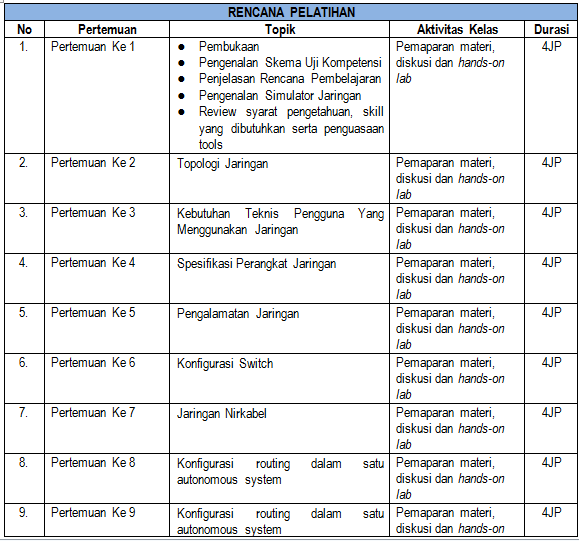 RENCANA PELATIHAN
No Pertemuan Topik Aktivitas Kelas Durasi
1. Pertemuan Ke 1 ● Pembukaan Pemaparan materi, 4JP
● Pengenalan Skema Uji Kompetensi diskusi dan hands-on
● Penjelasan Rencana Pembelajaran lab
● Pengenalan Simulator Jaringan
● Review syarat pengetahuan, skill
yang dibutuhkan serta penguasaan
tools
2. Pertemuan Ke 2 Topologi Jaringan Pemaparan materi, 4JP
diskusi dan hands-on
lab
3. Pertemuan Ke 3 Kebutuhan Teknis Pengguna Yang Pemaparan materi, 4JP
Menggunakan Jaringan diskusi dan hands-on
lab
4. Pertemuan Ke 4 Spesifikasi Perangkat Jaringan Pemaparan materi, 4JP
diskusi dan hands-on
lab
5. Pertemuan Ke 5 Pengalamatan Jaringan Pemaparan materi, 4JP
diskusi dan hands-on
lab
6. Pertemuan Ke 6 Konfigurasi Switch Pemaparan materi, 4JP
diskusi dan hands-on
lab
7. Pertemuan Ke 7 Jaringan Nirkabel Pemaparan materi, 4JP
diskusi dan hands-on
lab
8. Pertemuan Ke 8 Konfigurasi routing dalam satu Pemaparan materi, 4JP
autonomous system diskusi dan hands-on
lab
9. Pertemuan Ke 9 Konfigurasi routing dalam satu Pemaparan materi, 4JP
autonomous system diskusi dan hands-on